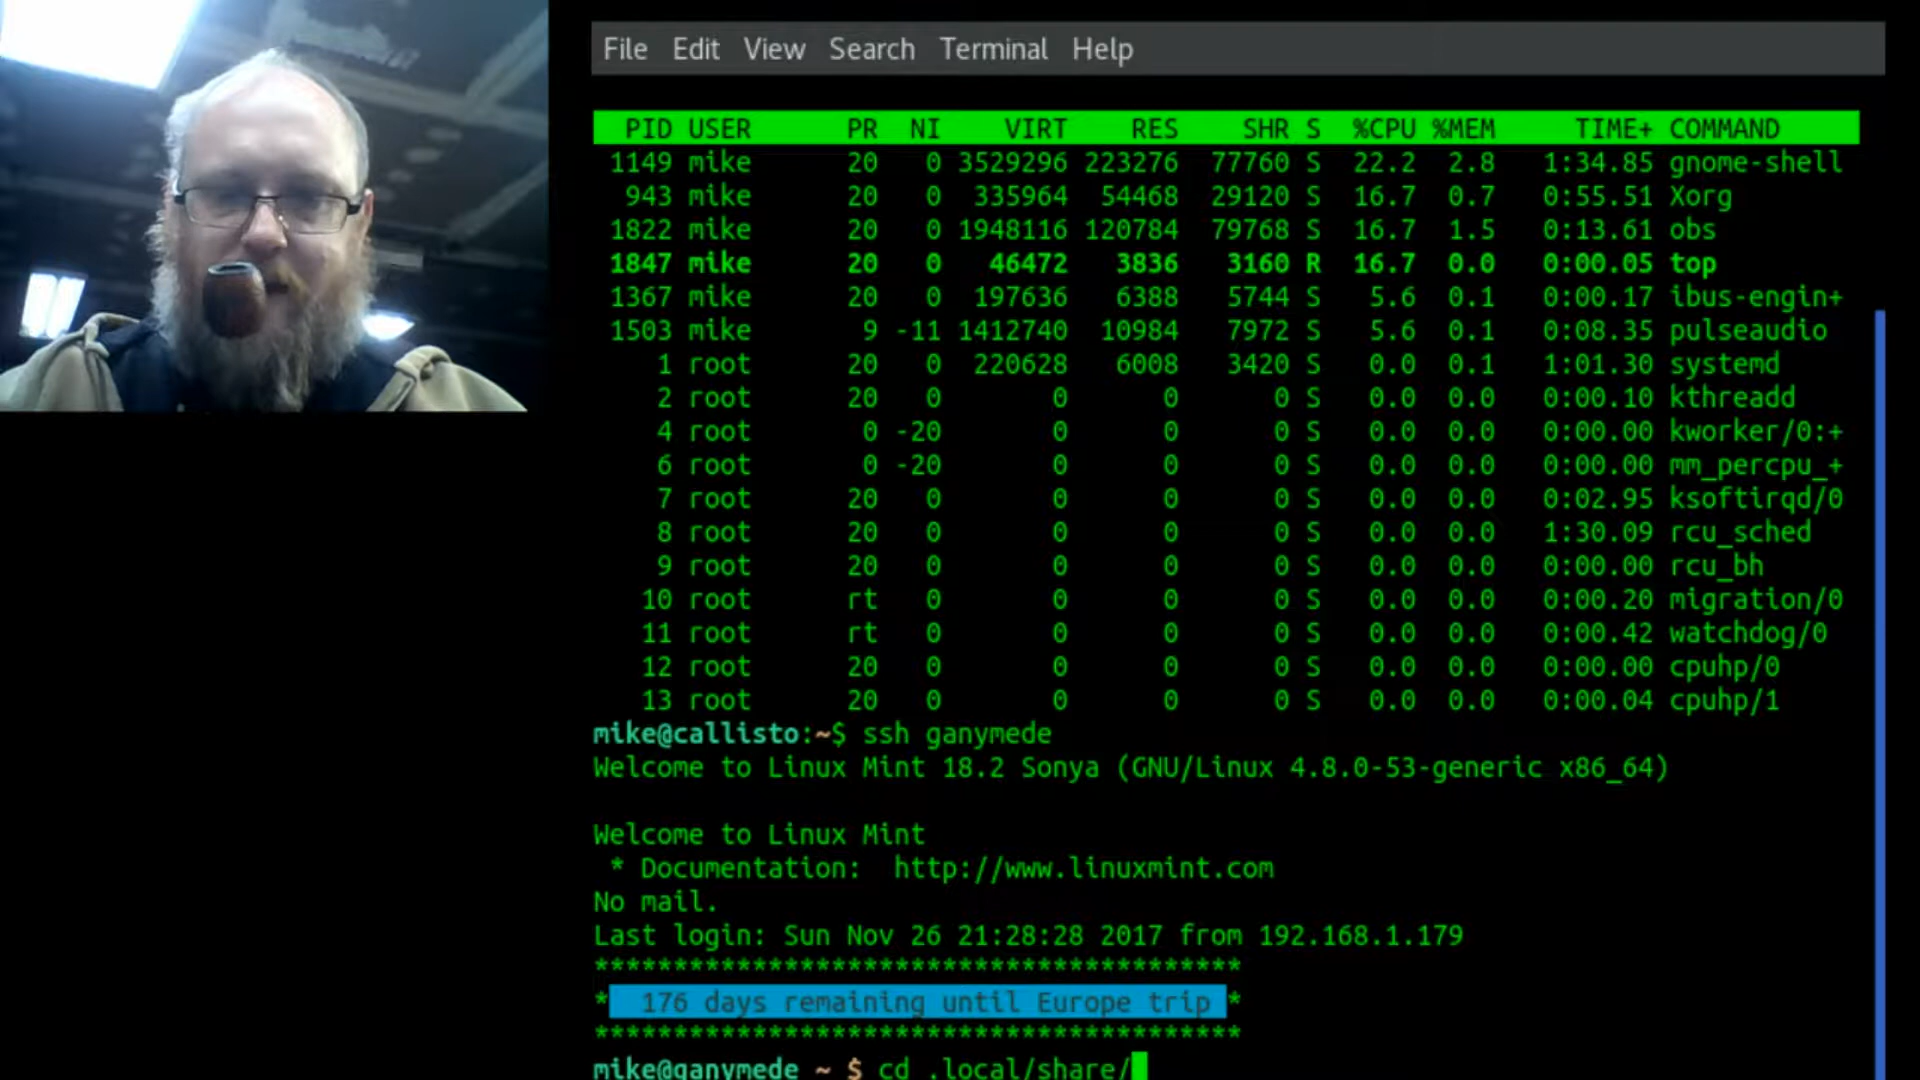 File Edit View Search Terminal Help
PID USER PR NI VIRT RES SHR S %CPU %MEM TIME+ COMMAND
1149 mike 20 0 3529296 223276 77760 S 22.2 2.8 1:34.85 gnome-shell
943 mike 20 0 335964 54468 29120 S 16.7 0.7 0:55.51 Xorg
1822 mike 20 0 1948116 120784 79768 S 16.7 1.5 0:13.61 obs
1847 mike 20 0 46472 3836 3160 R 16.7 0.0 0:00.05 top
1367 mike 20 0 197636 6388 5744 S 5.6 0.1 0:00.17 ibus-engin+
1503 mike 9 -11 1412740 10984 7972 S 5.6 0.1 0:08.35 pulseaudio
1 root 20 0 220628 6008 3420 S 0.0 0.1 1:01.30 systemd
2 root 20 0 0 0 0 S 0.0 0.0 0:00.10 kthreadd
4 root 0 -20 0 0 0 S 0.0 0.0 0:00.00 kworker/0:+
6 root 0 -20 0 0 0 S 0.0 0.0 0:00.00 mm_percpu_+
7 root 20 0 0 0 0 S 0.0 0.0 0:02.95 ksoftirqd/0
8 root 20 0 0 0 0 S 0.0 0.0 1:30.09 rcu_sched
9 root 20 0 0 0 0 S 0.0 0.0 0:00.00 rcu_bh
10 root rt 0 0 0 0 S 0.0 0.0 0:00.20 migration/0
11 root rt 0 0 0 0 S 0.0 0.0 0:00.42 watchdog/0
12 root 20 0 0 0 0 S 0.0 0.0 0:00.00 cpuhp/0
13 root 20 0 0 0 0 S 0.0 0.0 0:00.04 cpuhp/1
mike@callisto:~$ ssh ganymede
Welcome to Linux Mint 18.2 Sonya (GNU/Linux 4.8.0-53-generic x86_64)
Welcome to Linux Mint
* Documentation: http://www.linuxmint.com
No mail.
Last login: Sun Nov 26 21:28:28 2017 from 192.168.1.179
*****************************************
* 176 days remaining until Europe trip *
*****************************************
mike@ganymede ~ $ cd .local/share/